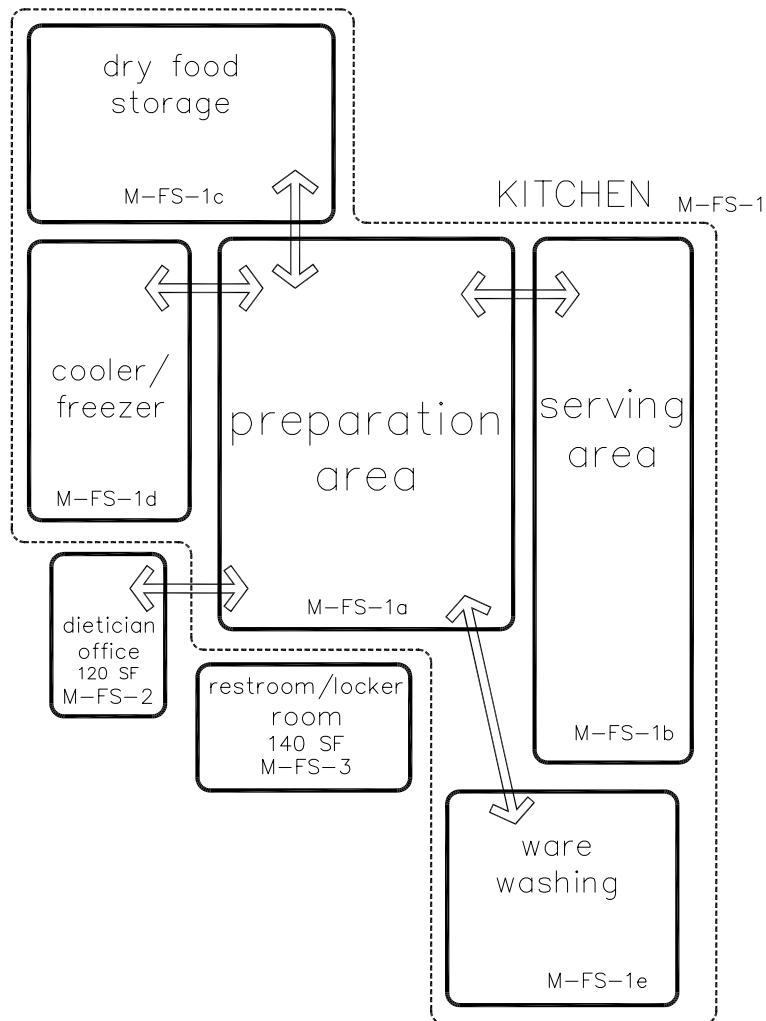 dry food
storage
M-FS-1c
KITCHEN M-FS-1
cooler/
freezer
M-FS-1d
preparation
area
M-FS-1a
serving
area
M-FS-1b
dietician
office
120 SF
M-FS-2
restroom/locker
room
140 SF
M-FS-3
ware
washing
M-FS-1e